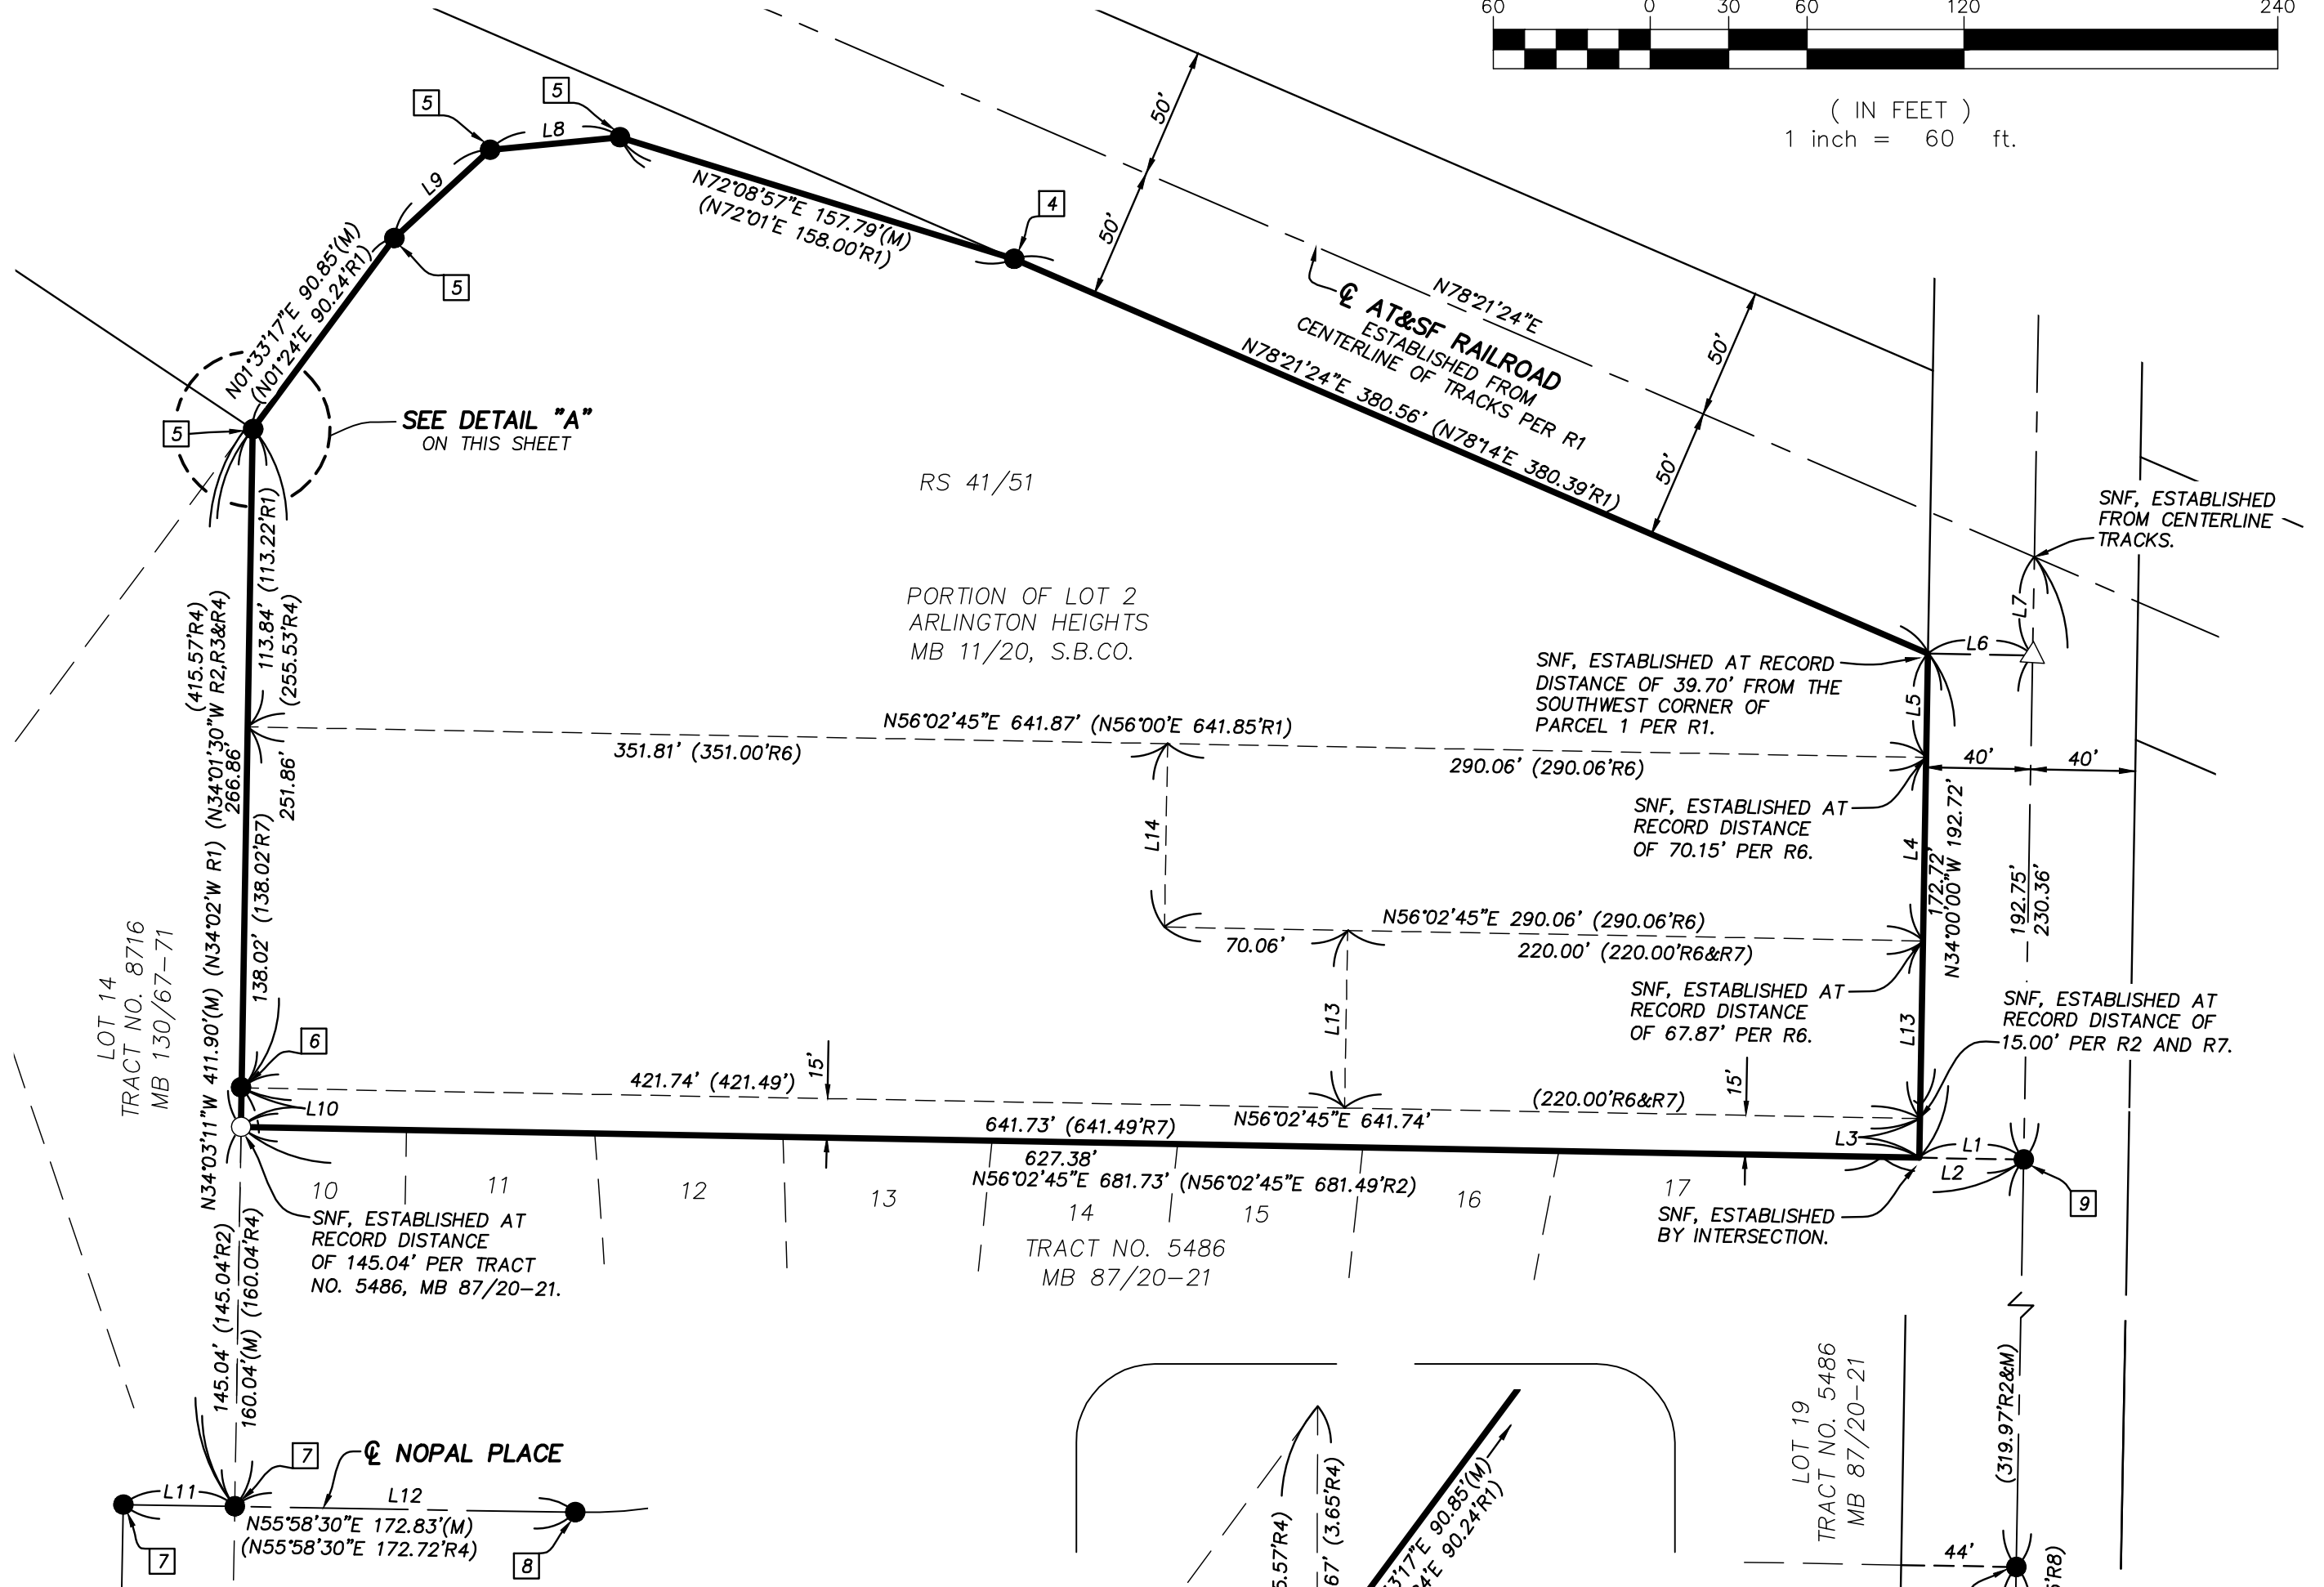 60
0
30
60
120
240
( IN FEET )
1 inch = 60 ft.
5
5
L8
L9
5
4
N72°08'57"E 157.79'(M)
(N72°01'E 158.00'R1)
50'
50'
N01°33'17"E 90.85'(M)
(N01°24'E 90.24'R1)
5
SEE DETAIL "A"
ON THIS SHEET
N78°21'24"E
℄ AT&SF RAILROAD
ESTABLISHED FROM
CENTERLINE OF TRACKS PER R1
N78°21'24"E 380.56' (N78°14'E 380.39'R1)
50'
50'
RS 41/51
PORTION OF LOT 2
ARLINGTON HEIGHTS
MB 11/20, S.B.CO.
SNF, ESTABLISHED
FROM CENTERLINE
TRACKS.
L7
L6
SNF, ESTABLISHED AT RECORD
DISTANCE OF 39.70' FROM THE
SOUTHWEST CORNER OF
PARCEL 1 PER R1.
L5
40'
40'
113.84' (113.22'R1)
(255.53'R4)
251.86'
(415.57'R4)
N34°03'11"W 411.90'(M) (N34°02'W R1) (N34°01'30"W R2,R3&R4)
266.86'
138.02' (138.02'R7)
N56°02'45"E 641.87' (N56°00'E 641.85'R1)
351.81' (351.00'R6)
290.06' (290.06'R6)
SNF, ESTABLISHED AT
RECORD DISTANCE
OF 70.15' PER R6.
L14
L4
172.72'
N34°00'00"W 192.72'
192.75'
230.36'
N56°02'45"E 290.06' (290.06'R6)
70.06'
220.00' (220.00'R6&R7)
SNF, ESTABLISHED AT
RECORD DISTANCE
OF 67.87' PER R6.
L13
L13
SNF, ESTABLISHED AT
RECORD DISTANCE OF
15.00' PER R2 AND R7.
LOT 14
TRACT NO. 8716
MB 130/67-71
6
L10
421.74' (421.49')
15'
(220.00'R6&R7)
15'
N56°02'45"E 641.74'
641.73' (641.49'R7)
627.38'
N56°02'45"E 681.73' (N56°02'45"E 681.49'R2)
L3
L1
L2
9
10
11
12
13
14
15
16
17
SNF, ESTABLISHED AT
RECORD DISTANCE
OF 145.04' PER TRACT
NO. 5486, MB 87/20-21.
TRACT NO. 5486
MB 87/20-21
SNF, ESTABLISHED
BY INTERSECTION.
145.04' (145.04'R2)
160.04'(M) (160.04'R4)
7
℄ NOPAL PLACE
L11
L12
N55°58'30"E 172.83'(M)
(N55°58'30"E 172.72'R4)
7
8
LOT 19
TRACT NO. 5486
MB 87/20-21
(319.97'R2&M)
44'
5.57'R4)
67' (3.65'R4)
3'17"E 90.85'(M)
4'E 90.24'R1)
'R8)